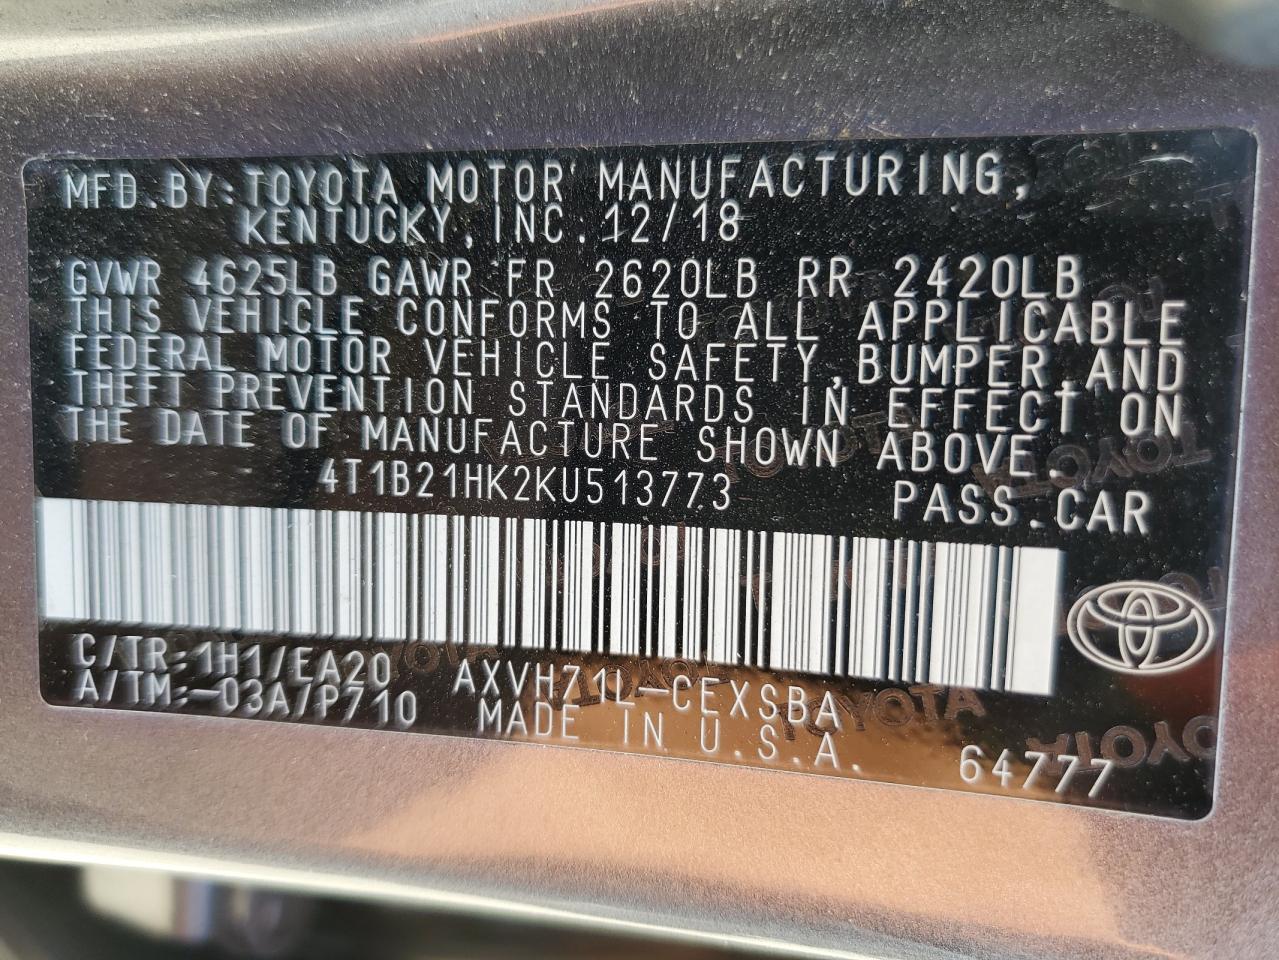 MFD.BY:TOYOTA MOTOR MANUFACTURING,
KENTUCKY,INC.12/18
GVWR 4625LB GAWR FR 2620LB RR 2420LB
THIS VEHICLE CONFORMS TO ALL APPLICABLE
FEDERAL MOTOR VEHICLE SAFETY,BUMPER,AND
THEFT PREVENTION STANDARDS IN EFFECT ON
THE DATE OF MANUFACTURE SHOWN ABOVE.
4T1B21HK2KU513773 PASS.CAR
C/TR:1H1/EA20 AXVH71L-CEXSBA
A/TM:-03A/P710 MADE IN U.S.A. 64777